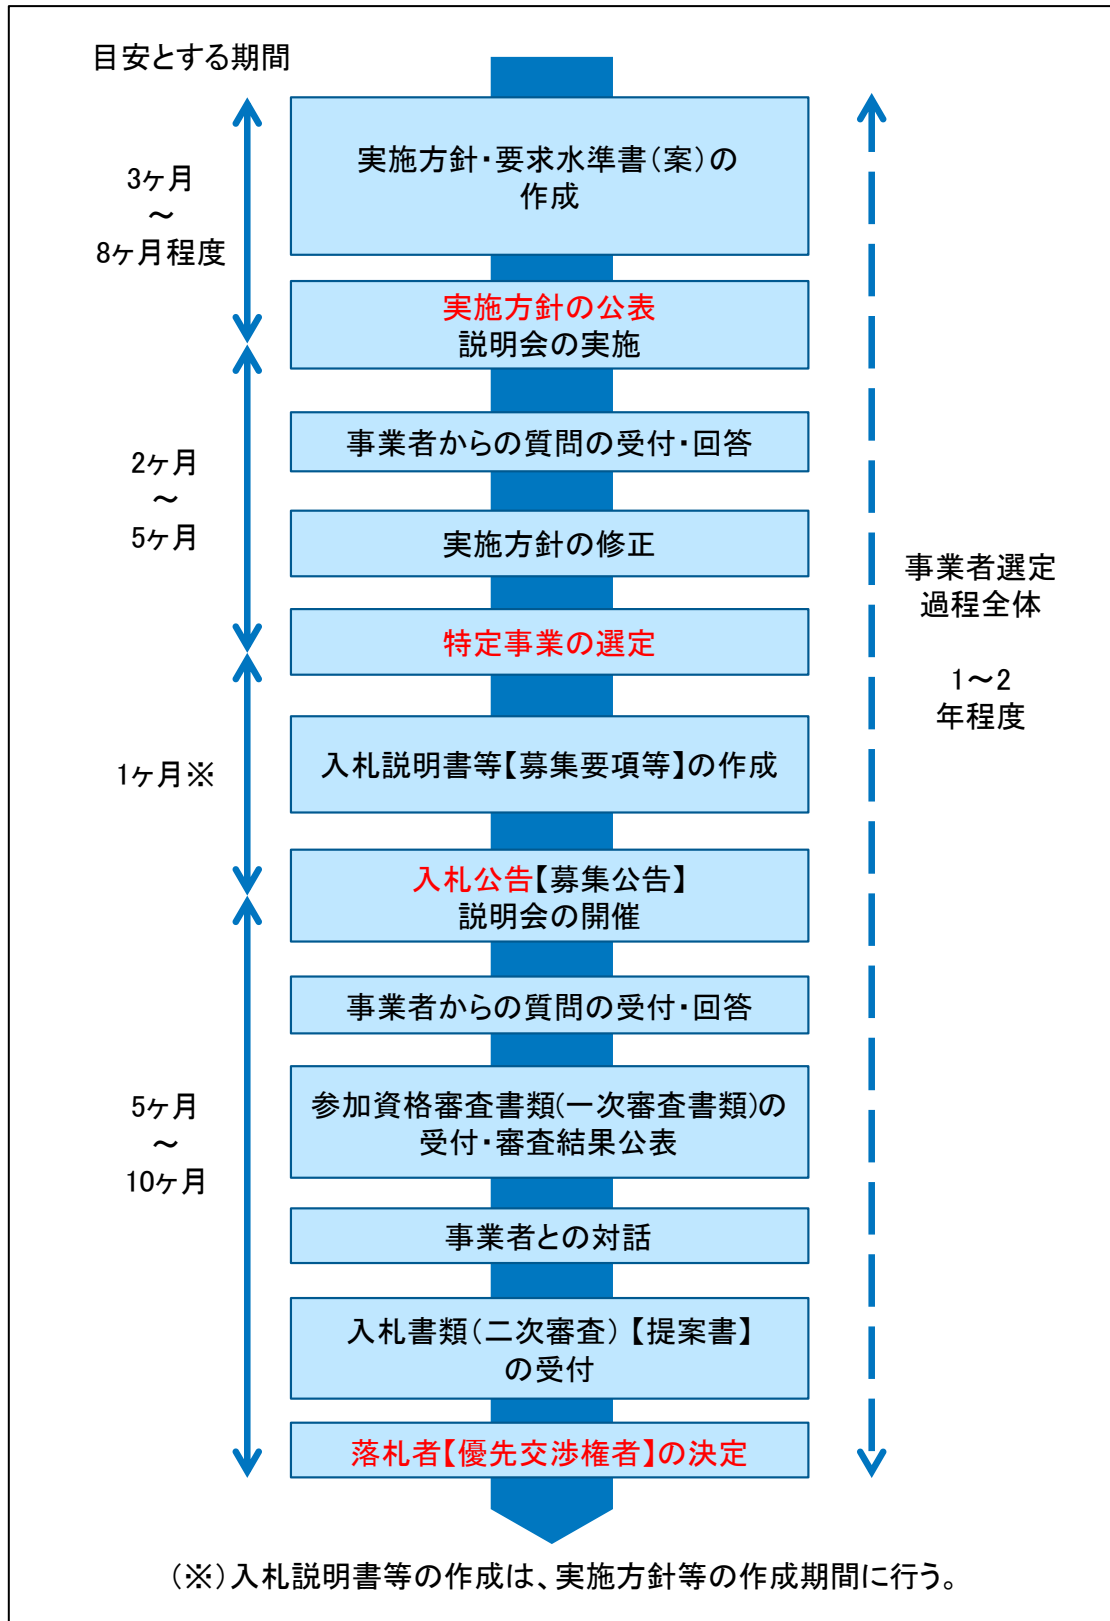 目安とする期間
3ヶ月
～
8ヶ月程度
実施方針・要求水準書（案）の
作成
実施方針の公表
説明会の実施
2ヶ月
～
5ヶ月
事業者からの質問の受付・回答
実施方針の修正
特定事業の選定
1ヶ月※
入札説明書等【募集要項等】の作成
入札公告【募集公告】
説明会の開催
5ヶ月
～
10ヶ月
事業者からの質問の受付・回答
参加資格審査書類(一次審査書類)の
受付・審査結果公表
事業者との対話
入札書類（二次審査）【提案書】
の受付
落札者【優先交渉権者】の決定
事業者選定
過程全体
1～2
年程度
（※）入札説明書等の作成は、実施方針等の作成期間に行う。